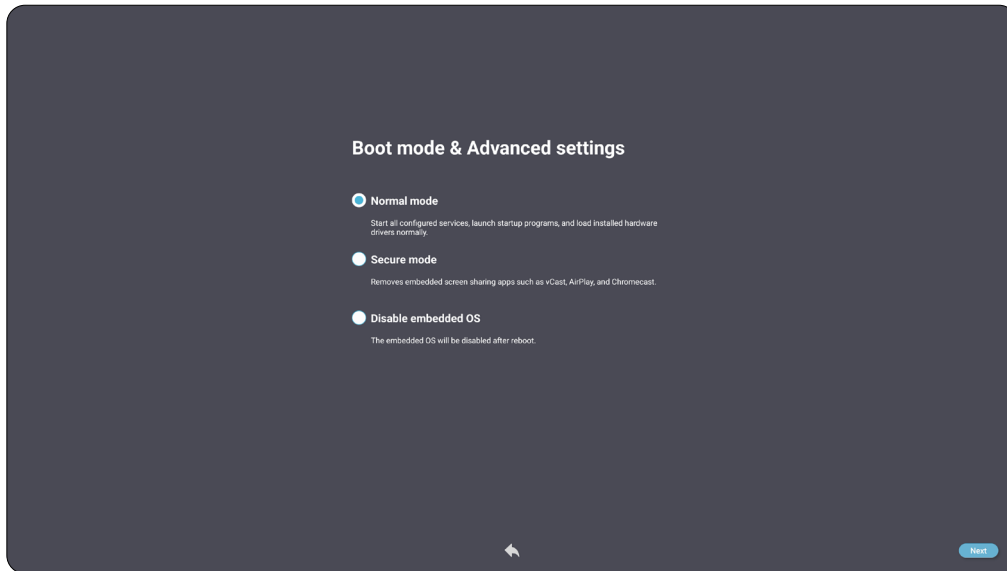 Boot mode & Advanced settings
Normal mode
Start all configured services, launch startup programs, and load installed hardware
drivers normally.
Secure mode
Removes embedded screen sharing apps such as vCast, AirPlay, and Chromecast.
Disable embedded OS
The embedded OS will be disabled after reboot.
Next